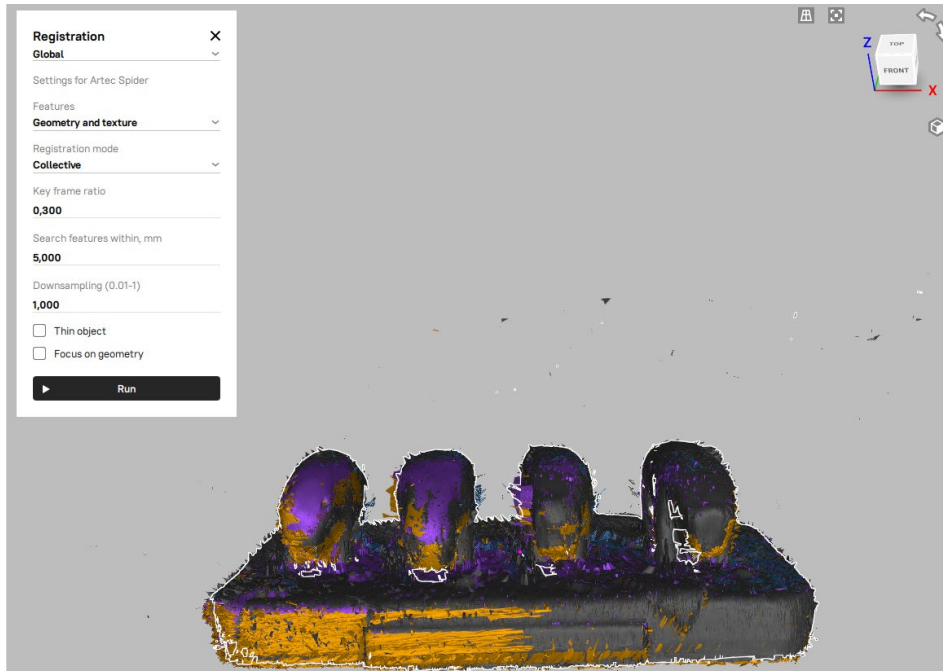 Registration
Global
Settings for Artec Spider
Features
Geometry and texture
Registration mode
Collective
Key frame ratio
0,300
Search features within, mm
5,000
Downsampling (0.01-1)
1,000
Thin object
Focus on geometry
Run
Z
TOP
FRONT
X